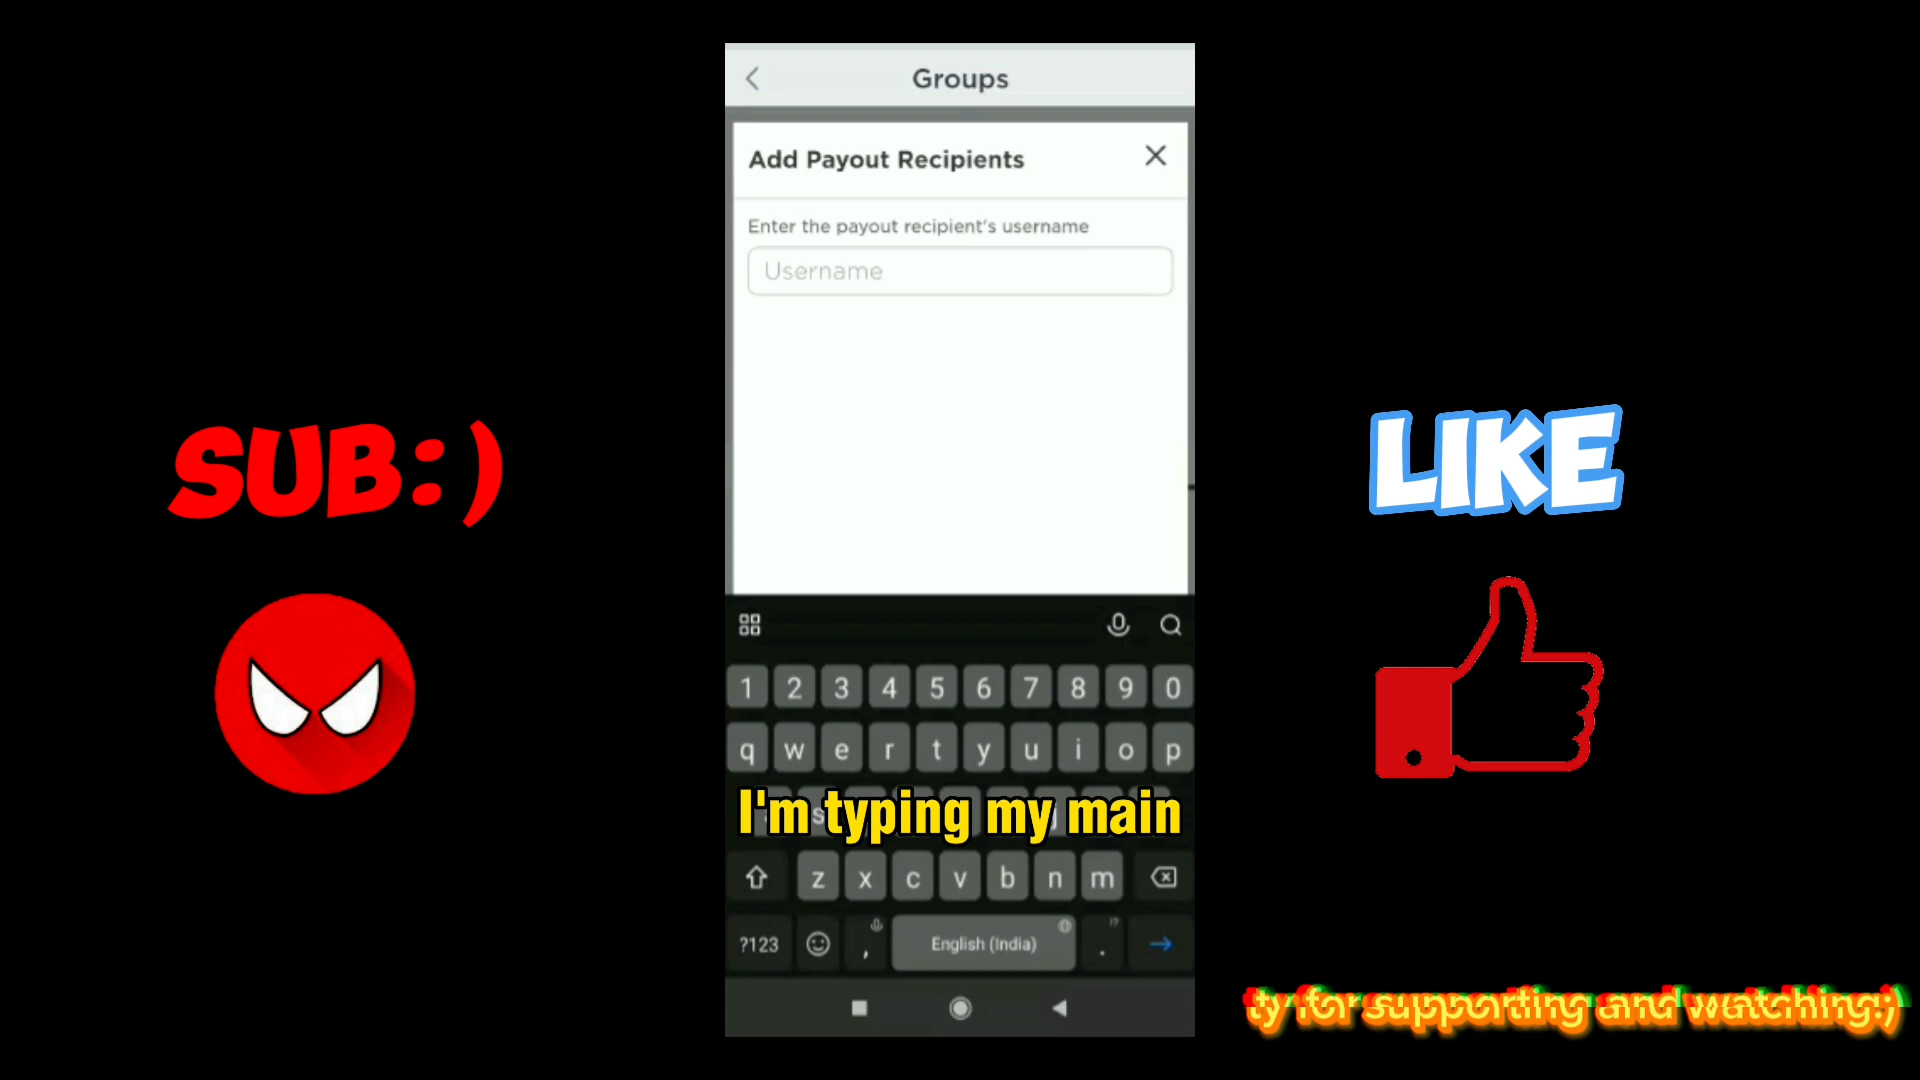 Groups
Add Payout Recipients
Enter the payout recipient's username
Username
SUB:)
LIKE
1 2 3 4 5 6 7 8 9 0
q w e r t y u i o p
I'm typing my main
z x c v b n m
?123 , English (India) .
ty for supporting and watching:)